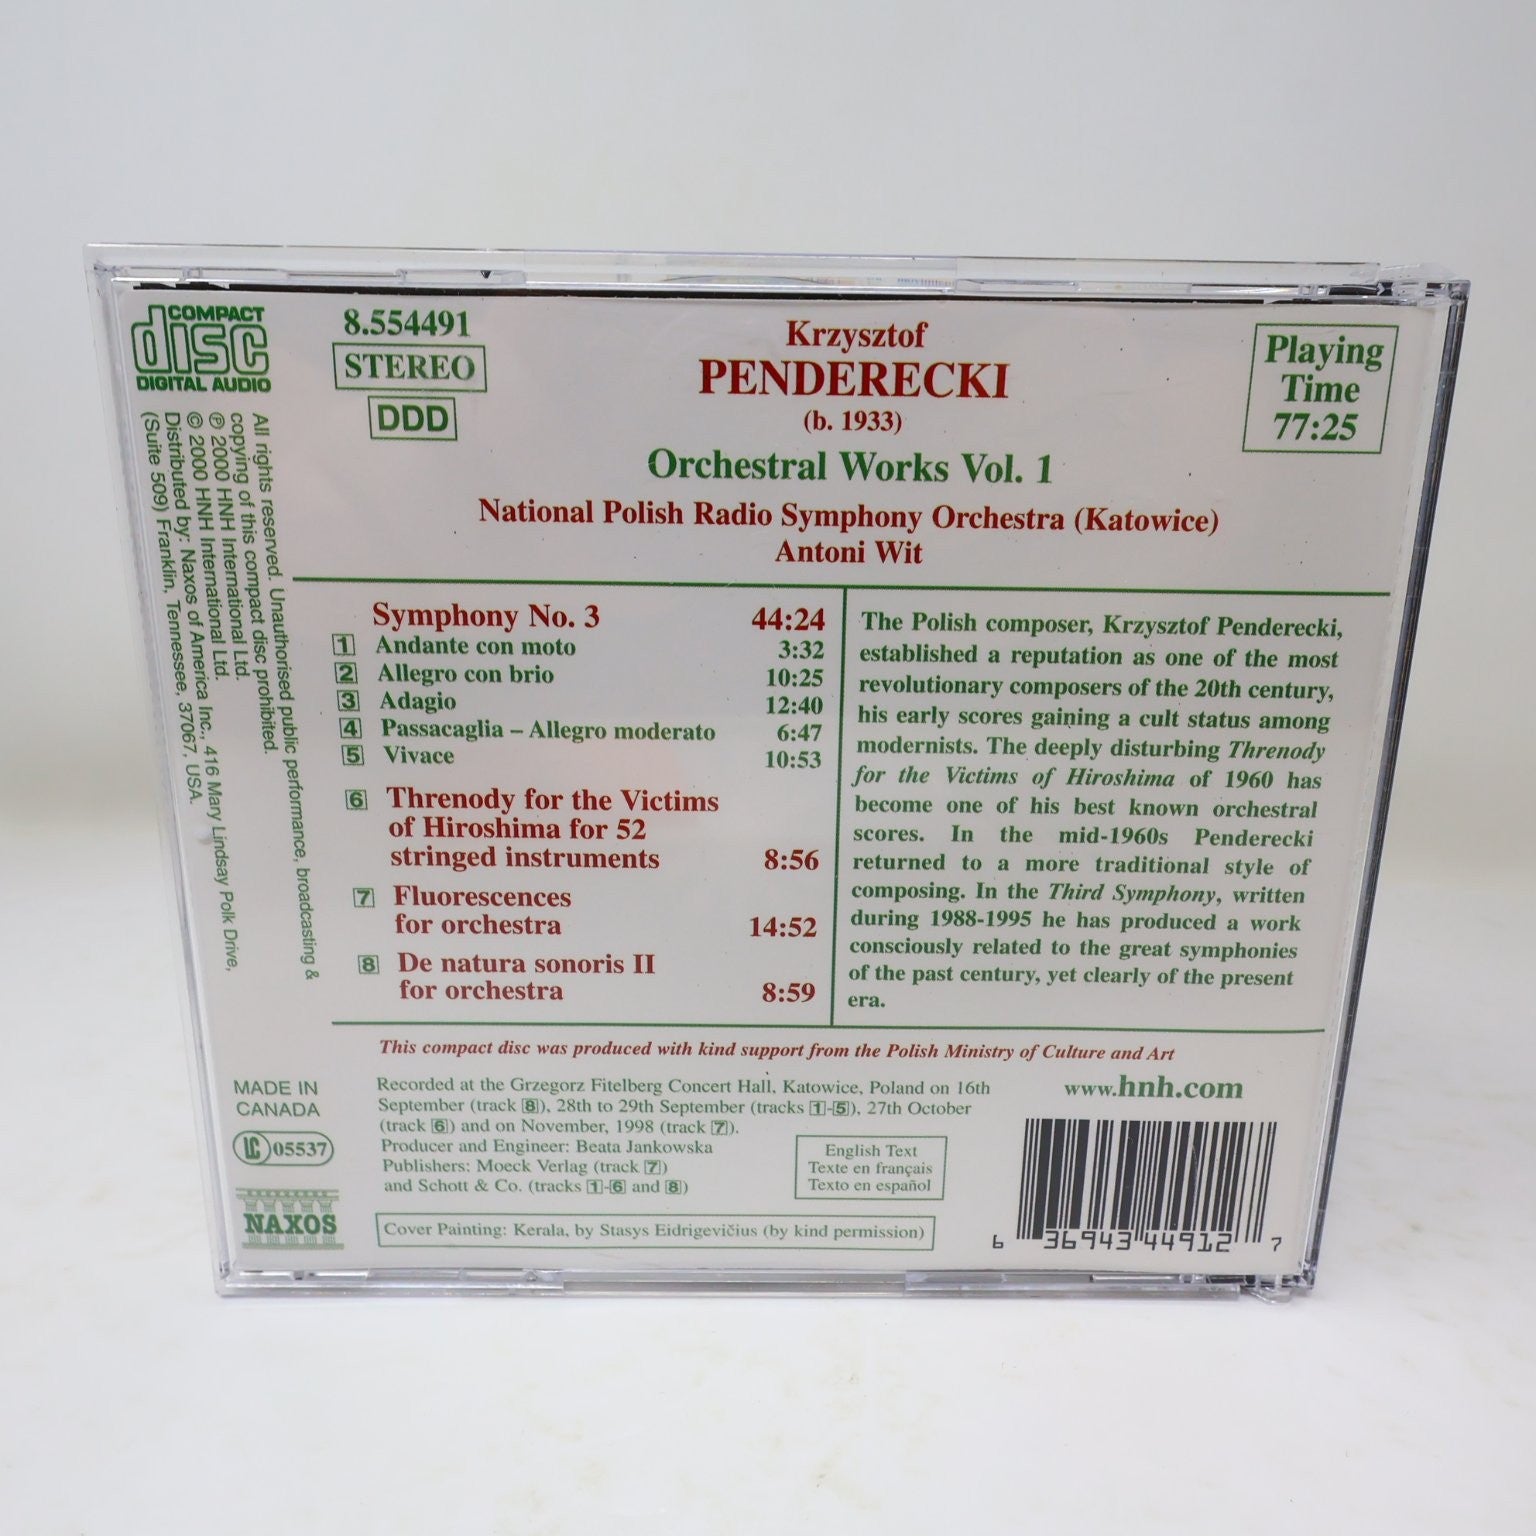 COMPACT
disc
DIGITAL AUDIO
8.554491
STEREO
DDD
Krzysztof
PENDERECKI
(b. 1933)
Orchestral Works Vol. 1
National Polish Radio Symphony Orchestra (Katowice)
Antoni Wit
Playing
Time
77:25
All rights reserved. Unauthorised public performance, broadcasting &
copying of this compact disc prohibited.
℗ 2000 HNH International Ltd.
© 2000 HNH International Ltd.
Distributed by: Naxos of America Inc., 416 Mary Lindsay Polk Drive,
(Suite 509) Franklin, Tennessee, 37067, USA.
Symphony No. 3 44:24
1 Andante con moto 3:32
2 Allegro con brio 10:25
3 Adagio 12:40
4 Passacaglia – Allegro moderato 6:47
5 Vivace 10:53
6 Threnody for the Victims
of Hiroshima for 52
stringed instruments 8:56
7 Fluorescences
for orchestra 14:52
8 De natura sonoris II
for orchestra 8:59
The Polish composer, Krzysztof Penderecki,
established a reputation as one of the most
revolutionary composers of the 20th century,
his early scores gaining a cult status among
modernists. The deeply disturbing Threnody
for the Victims of Hiroshima of 1960 has
become one of his best known orchestral
scores. In the mid-1960s Penderecki
returned to a more traditional style of
composing. In the Third Symphony, written
during 1988-1995 he has produced a work
consciously related to the great symphonies
of the past century, yet clearly of the present
era.
This compact disc was produced with kind support from the Polish Ministry of Culture and Art
MADE IN
CANADA
LC 05537
NAXOS
Recorded at the Grzegorz Fitelberg Concert Hall, Katowice, Poland on 16th
September (track 8), 28th to 29th September (tracks 1-5), 27th October
(track 6) and on November, 1998 (track 7).
Producer and Engineer: Beata Jankowska
Publishers: Moeck Verlag (track 7)
and Schott & Co. (tracks 1-6 and 8)
English Text
Texte en français
Texto en español
Cover Painting: Kerala, by Stasys Eidrigevičius (by kind permission)
www.hnh.com
6 36943 44912 7